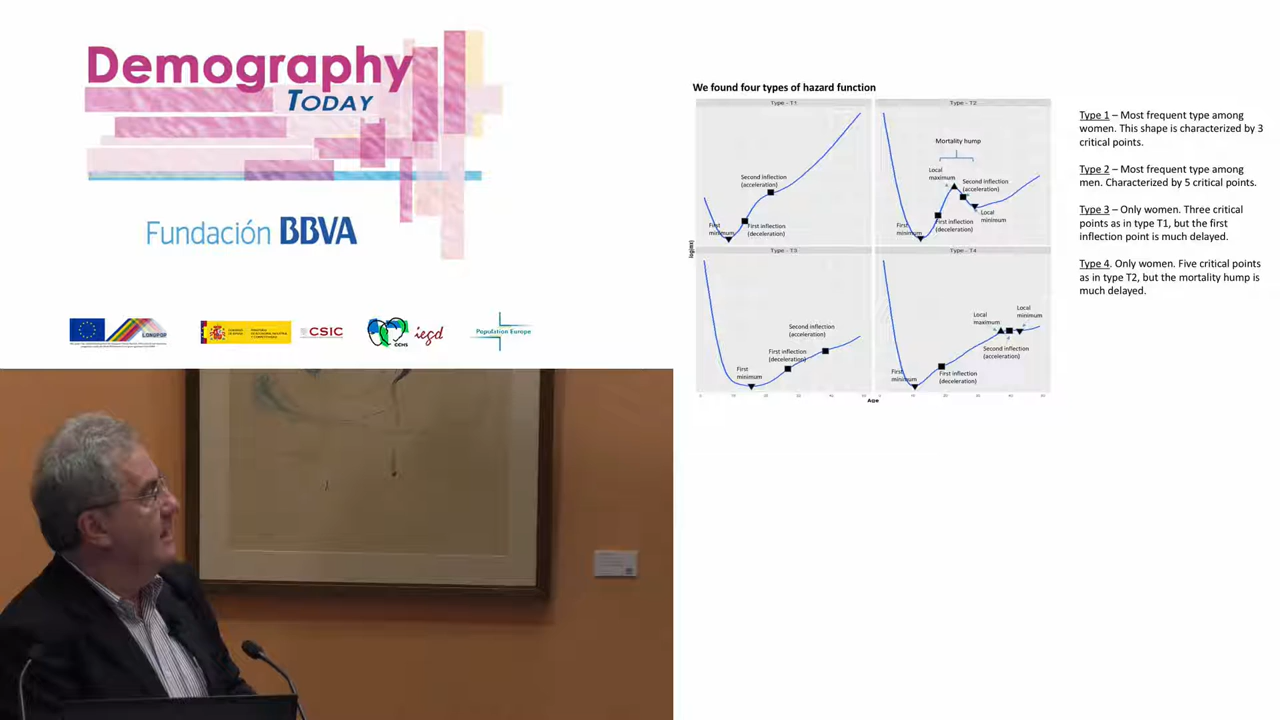 Demography
TODAY
Fundación BBVA
LONGPOP
CSIC
CCHS
iegd
Population Europe
We found four types of hazard function
Type - T1
Second inflection
(acceleration)
First
minimum
First inflection
(deceleration)
Type - T2
Mortality hump
Local
maximum
Second inflection
(acceleration)
First
minimum
First inflection
(deceleration)
Local
minimum
Type - T3
Second inflection
(acceleration)
First inflection
(deceleration)
First
minimum
Type - T4
Local
maximum
Local
minimum
Second inflection
(acceleration)
First
minimum
First inflection
(deceleration)
Age
Type 1 – Most frequent type among
women. This shape is characterized by 3
critical points.
Type 2 – Most frequent type among
men. Characterized by 5 critical points.
Type 3 – Only women. Three critical
points as in type T1, but the first
inflection point is much delayed.
Type 4. Only women. Five critical points
as in type T2, but the mortality hump is
much delayed.